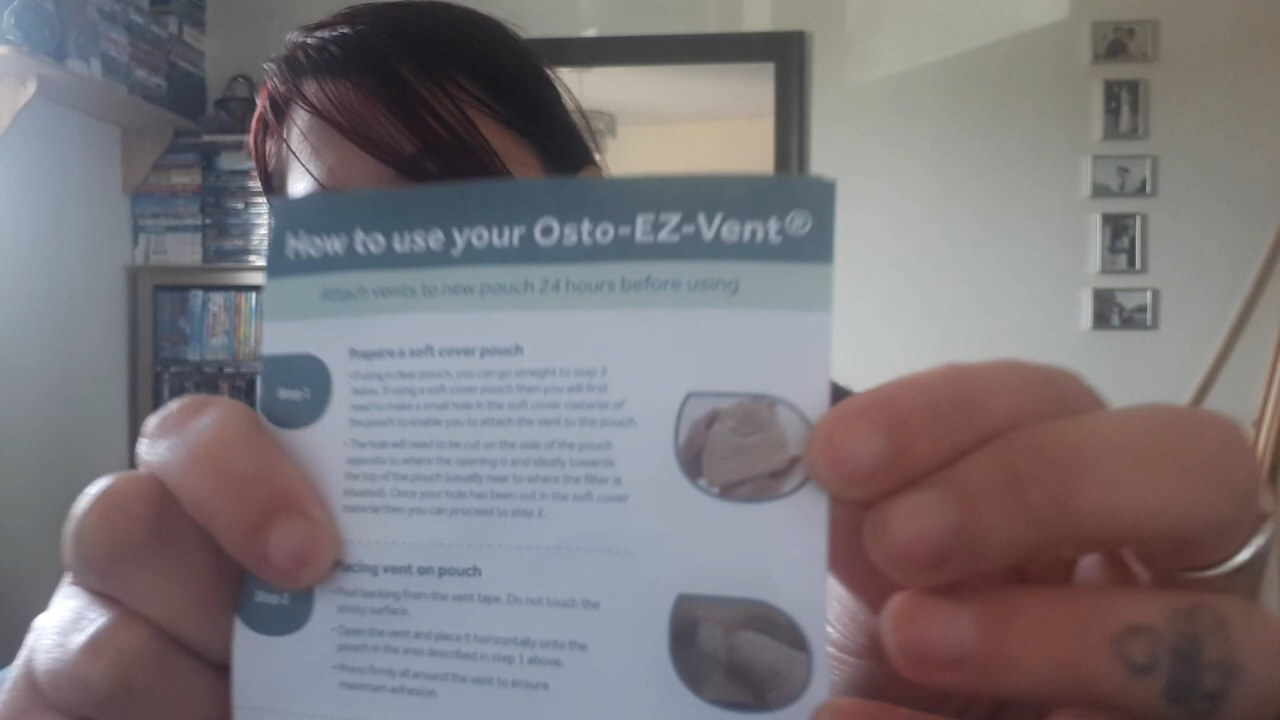 How to use your Osto-EZ-Vent®
Attach vents to new pouch 24 hours before using
Step 1
Prepare a soft cover pouch
• If using a clear pouch, you can go straight to step 2
below. If using a soft cover pouch then you will first
need to make a small hole in the soft cover material of
the pouch to enable you to attach the vent to the pouch.
• The hole will need to be cut on the side of the pouch
opposite to where the opening is and ideally towards
the top of the pouch (usually near to where the filter is
situated). Once your hole has been cut in the soft cover
material then you can proceed to step 2.
Step 2
Placing vent on pouch
• Peel backing from the vent tape. Do not touch the
sticky surface.
• Open the vent and place it horizontally onto the
pouch in the area described in step 1 above.
• Press firmly all around the vent to ensure
maximum adhesion.